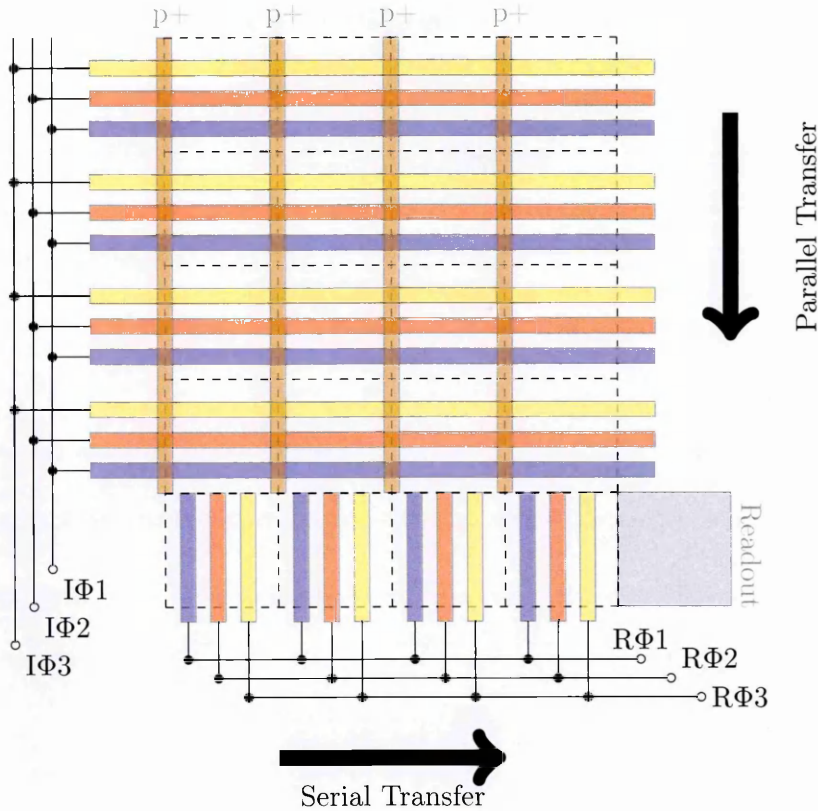 p+ p+ p+ p+
Parallel Transfer
Readout
IΦ1
IΦ2
IΦ3
RΦ1
RΦ2
RΦ3
Serial Transfer